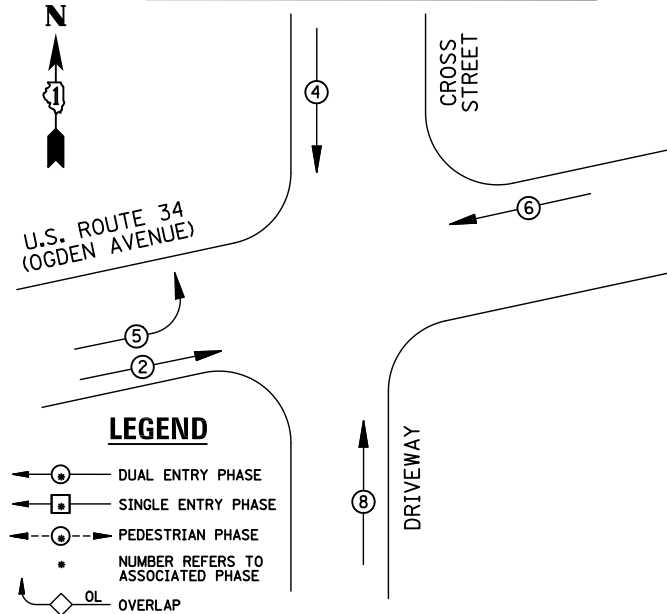 N
1
4
CROSS
STREET
6
U.S. ROUTE 34
(OGDEN AVENUE)
5
2
LEGEND
* DUAL ENTRY PHASE
* SINGLE ENTRY PHASE
* PEDESTRIAN PHASE
* NUMBER REFERS TO
ASSOCIATED PHASE
OL OVERLAP
8
DRIVEWAY